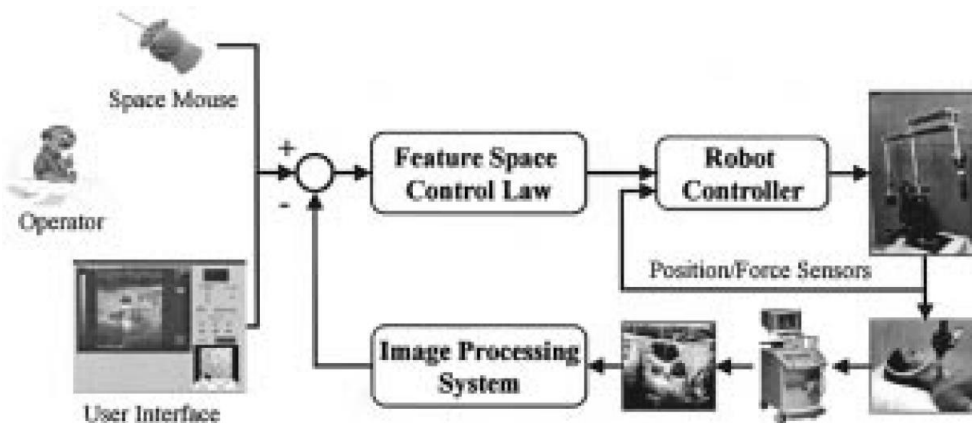 Space Mouse
Operator
User Interface
+
-
Feature Space
Control Law
Robot
Controller
Position/Force Sensors
Image Processing
System